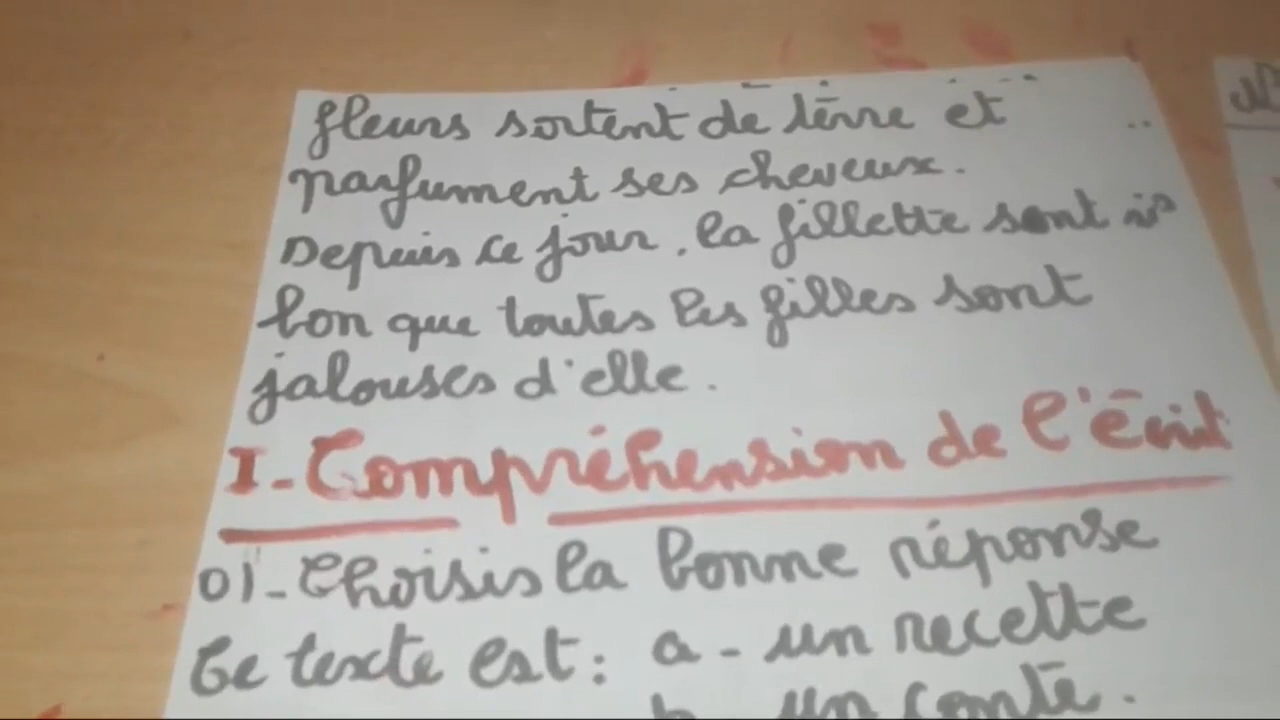 fleurs sortent de terre et
parfument ses cheveux.
Depuis ce jour, la fillette sent si
bon que toutes les filles sont
jalouses d'elle.
I-Compréhension de l'écrit
01-Choisis la bonne réponse
Ce texte est: a - un recette
b - un conte.